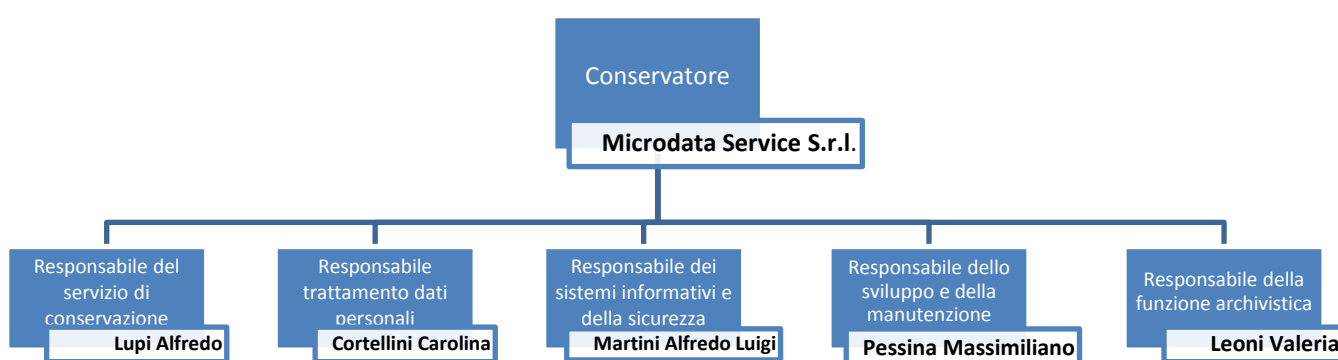 Conservatore
Microdata Service S.r.l.
Responsabile del
servizio di
conservazione
Lupi Alfredo
Responsabile
trattamento dati
personali
Cortellini Carolina
Responsabile dei
sistemi informativi e
della sicurezza
Martini Alfredo Luigi
Responsabile dello
sviluppo e della
manutenzione
Pessina Massimiliano
Responsabile della
funzione archivistica
Leoni Valeria